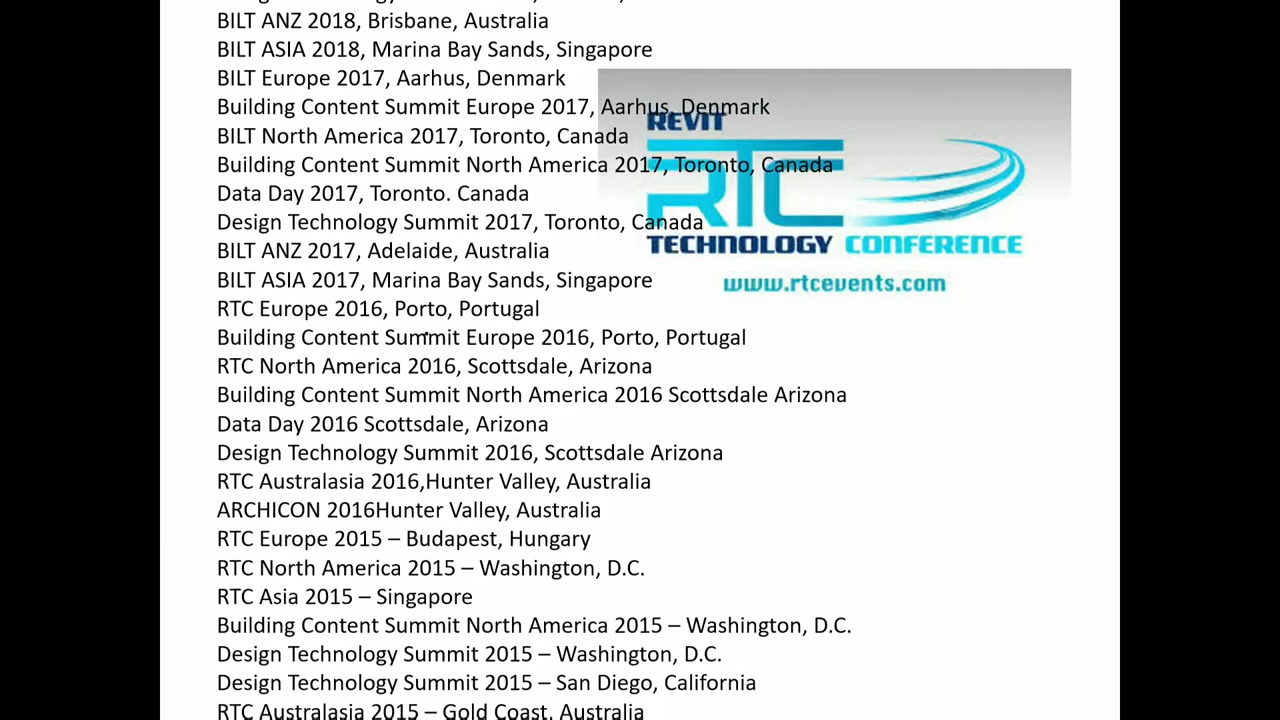 BILT ANZ 2018, Brisbane, Australia
BILT ASIA 2018, Marina Bay Sands, Singapore
BILT Europe 2017, Aarhus, Denmark
Building Content Summit Europe 2017, Aarhus, Denmark
REVIT
BILT North America 2017, Toronto, Canada
Building Content Summit North America 2017, Toronto, Canada
RTC
Data Day 2017, Toronto. Canada
Design Technology Summit 2017, Toronto, Canada
TECHNOLOGY CONFERENCE
BILT ANZ 2017, Adelaide, Australia
BILT ASIA 2017, Marina Bay Sands, Singapore
www.rtcevents.com
RTC Europe 2016, Porto, Portugal
Building Content Summit Europe 2016, Porto, Portugal
RTC North America 2016, Scottsdale, Arizona
Building Content Summit North America 2016 Scottsdale Arizona
Data Day 2016 Scottsdale, Arizona
Design Technology Summit 2016, Scottsdale Arizona
RTC Australasia 2016,Hunter Valley, Australia
ARCHICON 2016Hunter Valley, Australia
RTC Europe 2015 – Budapest, Hungary
RTC North America 2015 – Washington, D.C.
RTC Asia 2015 – Singapore
Building Content Summit North America 2015 – Washington, D.C.
Design Technology Summit 2015 – Washington, D.C.
Design Technology Summit 2015 – San Diego, California
RTC Australasia 2015 – Gold Coast, Australia